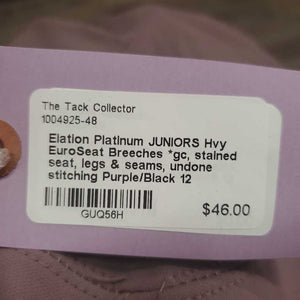 The Tack Collector
1004925-48
Elation Platinum JUNIORS Hvy
EuroSeat Breeches *gc, stained
seat, legs & seams, undone
stitching Purple/Black 12
GUQ56H
$46.00